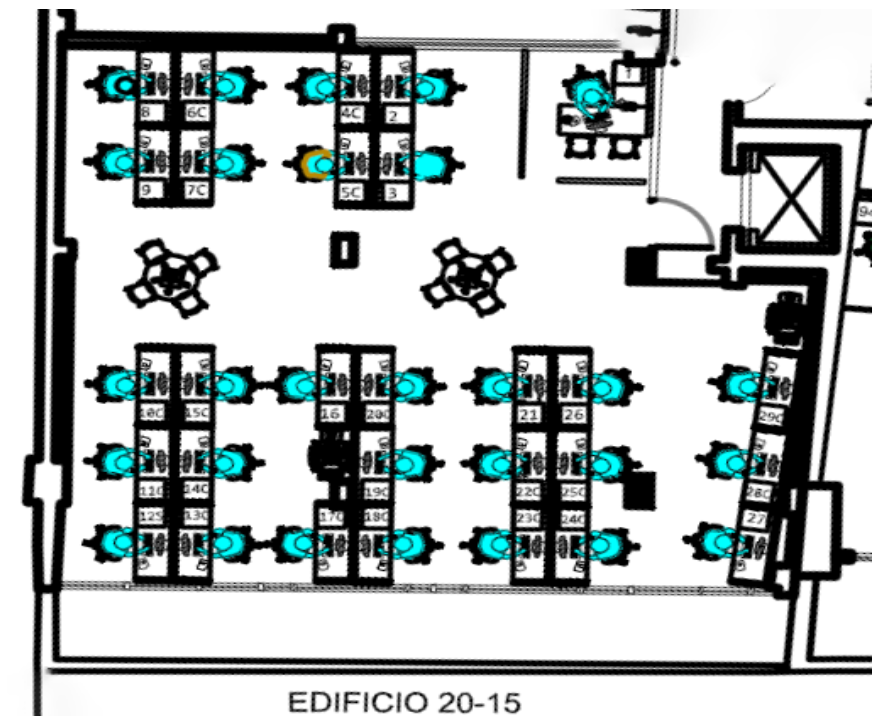 1
8 6C 4C 2
9 7C 5C 3
94
10C 15C 16 20C 21 26 29C
11C 14C 19C 22C 25C 28C
12S 13C 17C 18C 23C 24C 27
EDIFICIO 20-15